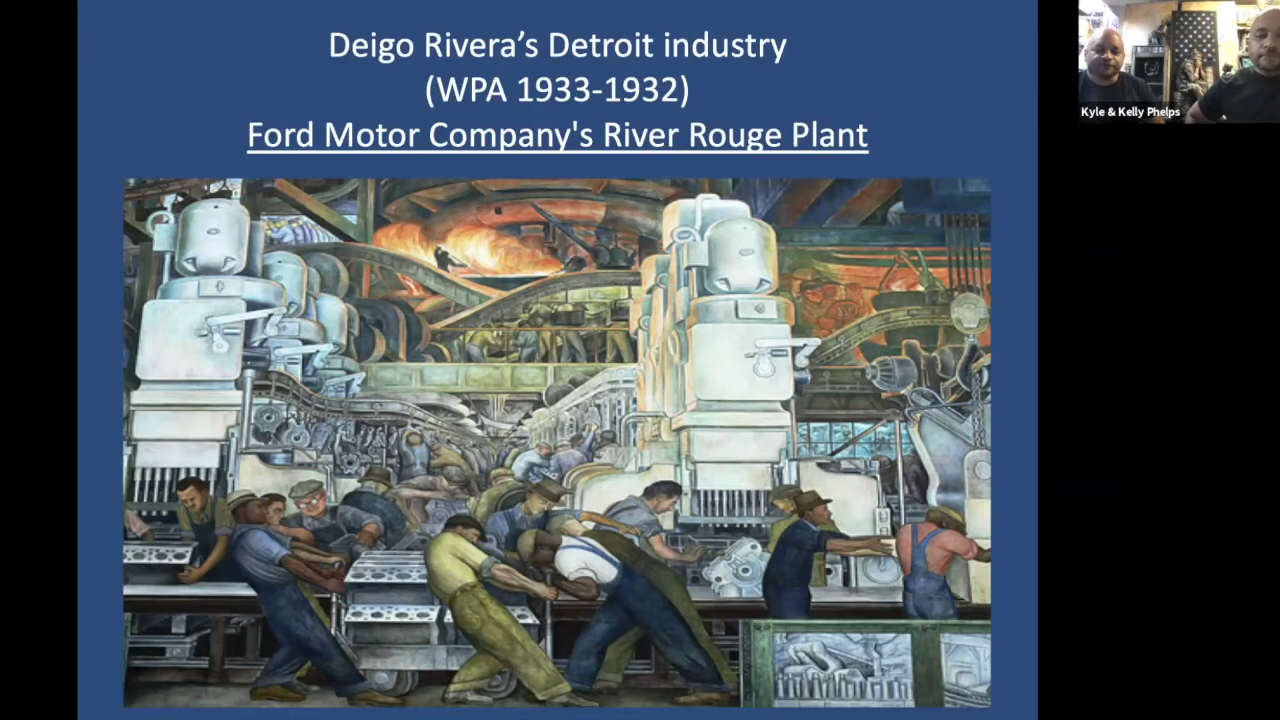 Deigo Rivera’s Detroit industry
(WPA 1933-1932)
Ford Motor Company's River Rouge Plant
Kyle & Kelly Phelps